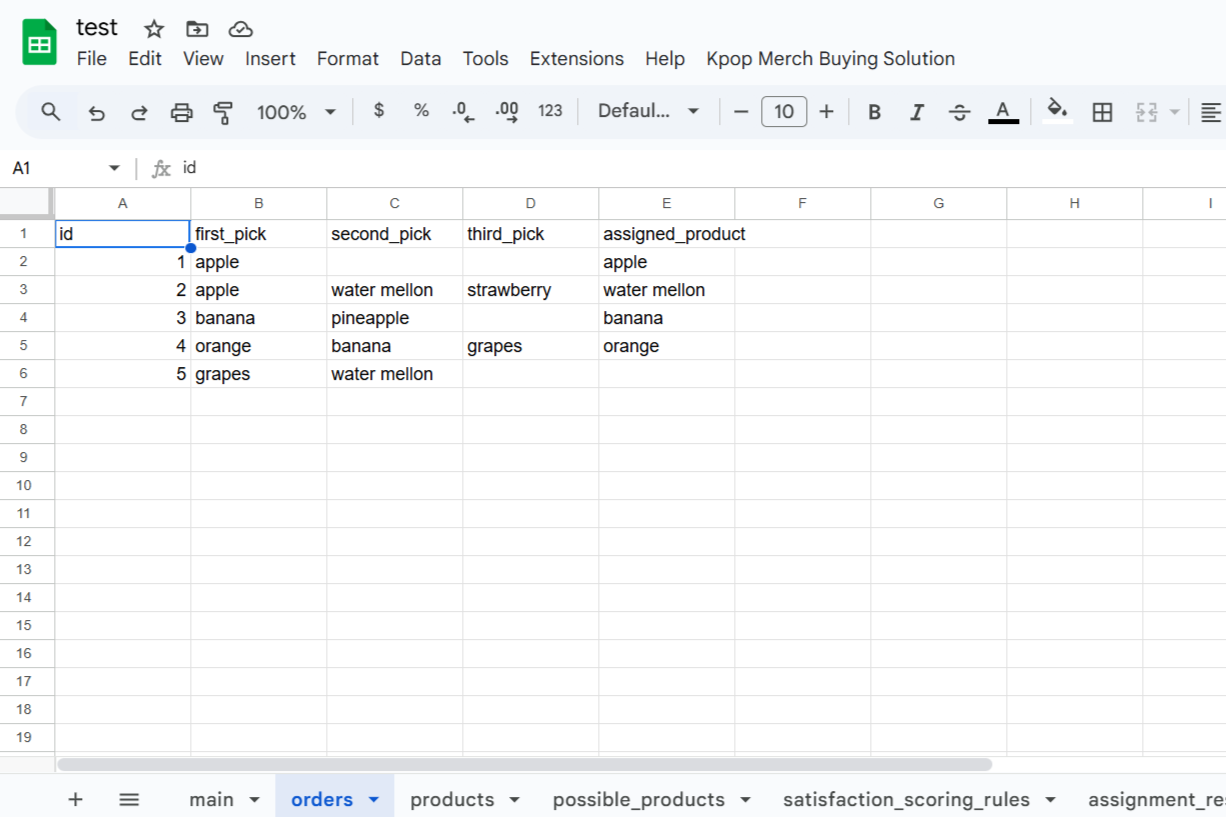 test
File Edit View Insert Format Data Tools Extensions Help Kpop Merch Buying Solution
100% $ % .0 .00 123 Defaul... 10 B I S A
A1 fx id
A B C D E F G H I
1 id first_pick second_pick third_pick assigned_product
2 1 apple apple
3 2 apple water mellon strawberry water mellon
4 3 banana pineapple banana
5 4 orange banana grapes orange
6 5 grapes water mellon
7
8
9
10
11
12
13
14
15
16
17
18
19
main orders products possible_products satisfaction_scoring_rules assignment_re